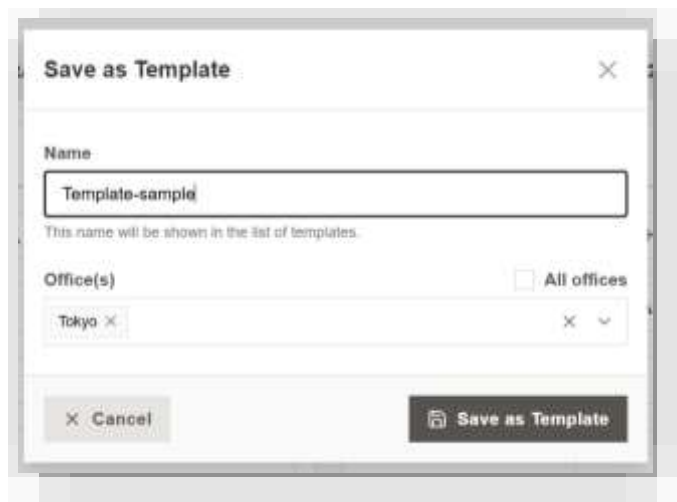 Save as Template
Name
Template-sample
This name will be shown in the list of templates.
Office(s)
All offices
Tokyo
Cancel
Save as Template